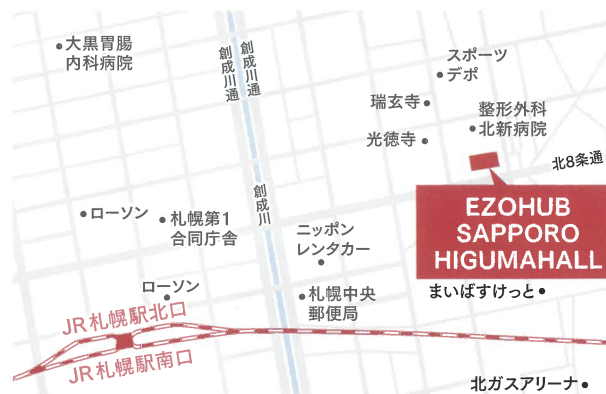 大黒胃腸
内科病院
創成川通
創成川通
スポーツ
デポ
瑞玄寺
整形外科
北新病院
光徳寺
北8条通
EZOHUB
SAPPORO
HIGUMAHALL
創成川
ローソン
札幌第1
合同庁舎
ニッポン
レンタカー
ローソン
札幌中央
郵便局
まいばすけっと
JR札幌駅北口
JR札幌駅南口
北ガスアリーナ